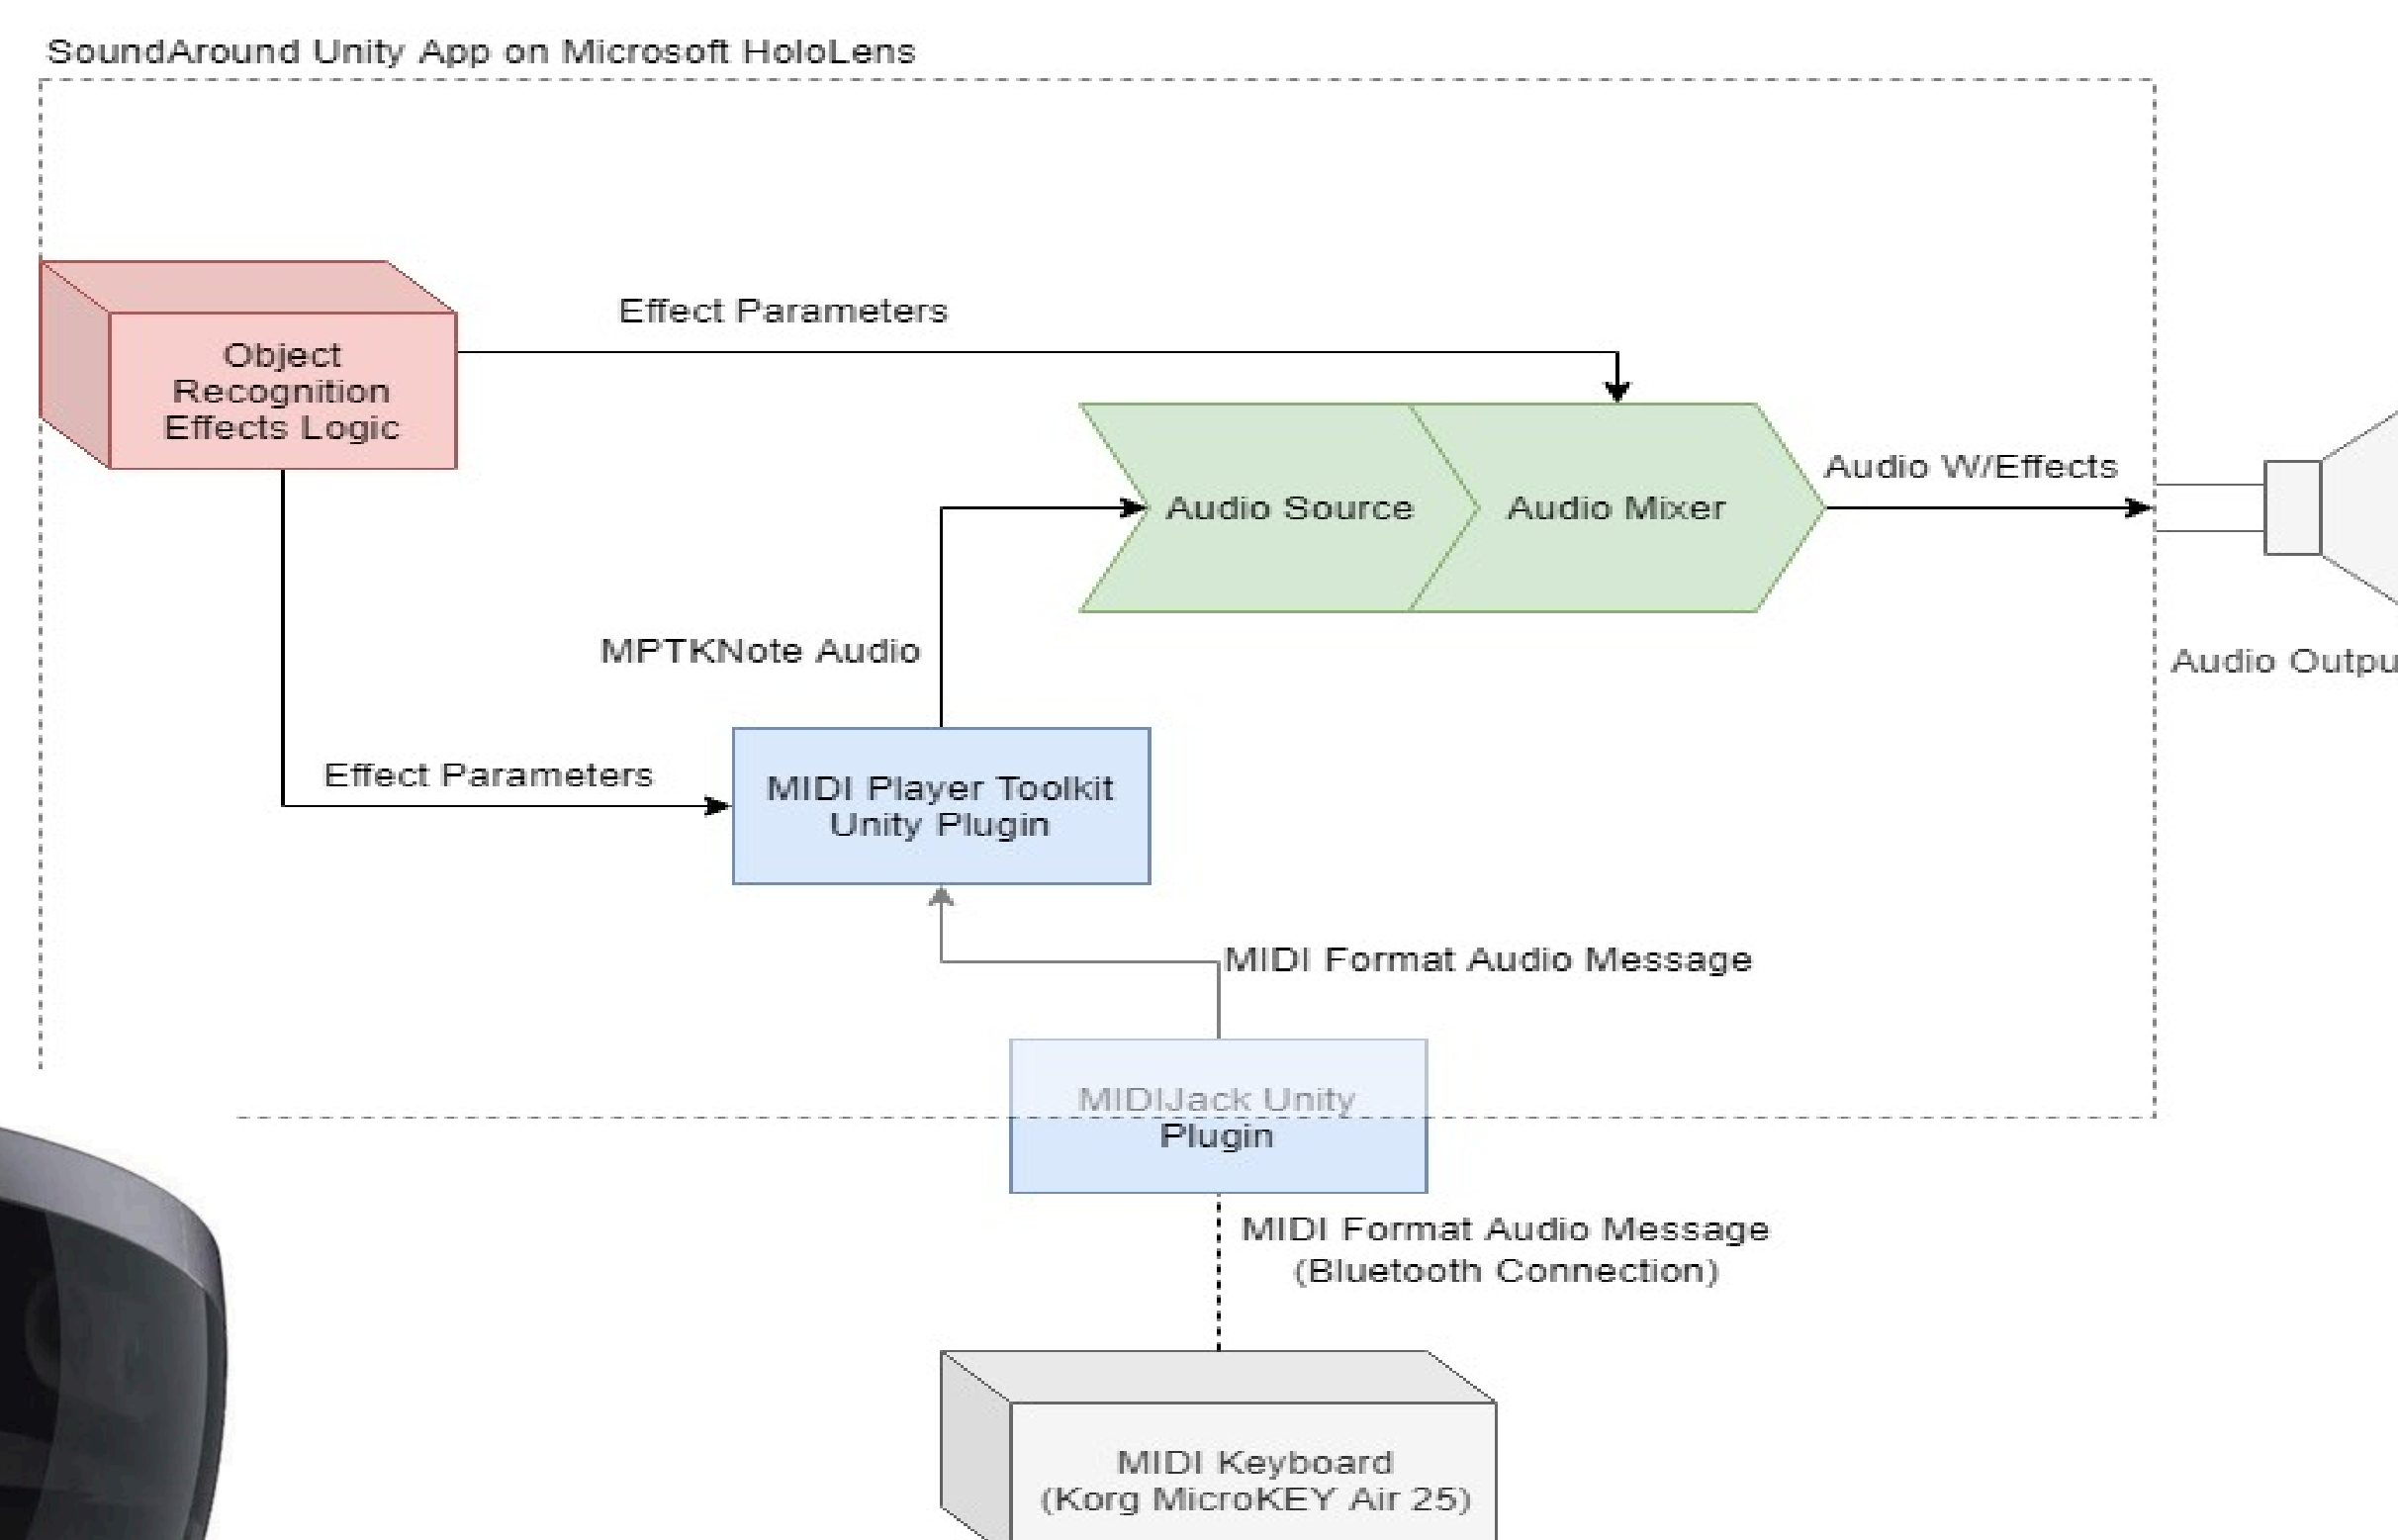 SoundAround Unity App on Microsoft HoloLens
Effect Parameters
Object
Recognition
Effects Logic
Audio W/Effects
Audio Source
Audio Mixer
MPTKNote Audio
Audio Outpu
Effect Parameters
MIDI Player Toolkit
Unity Plugin
MIDI Format Audio Message
MIDIJack Unity
Plugin
MIDI Format Audio Message
(Bluetooth Connection)
MIDI Keyboard
(Korg MicroKEY Air 25)